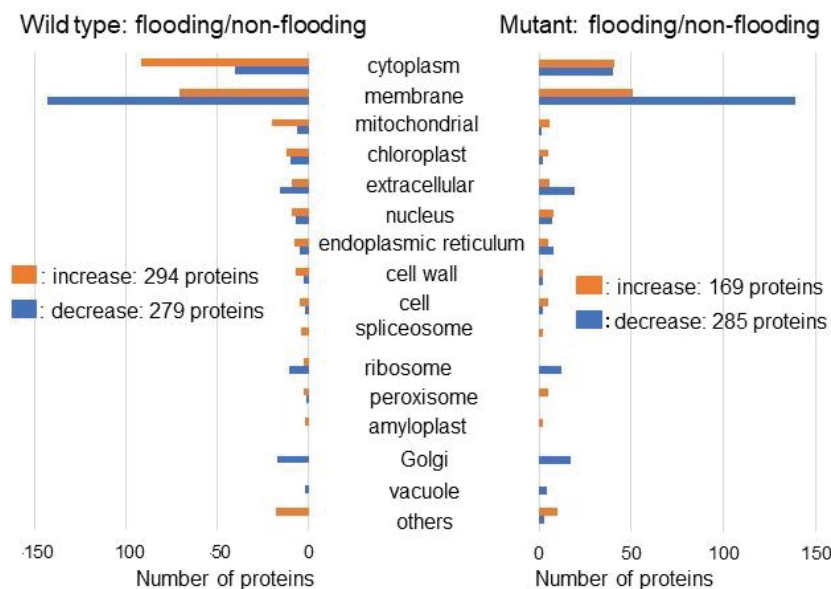 Wild type: flooding/non-flooding
Mutant: flooding/non-flooding
cytoplasm
membrane
mitochondrial
chloroplast
extracellular
nucleus
endoplasmic reticulum
cell wall
cell
spliceosome
ribosome
peroxisome
amyloplast
Golgi
vacuole
others
: increase: 294 proteins
: decrease: 279 proteins
: increase: 169 proteins
: decrease: 285 proteins
-150 -100 -50 0
0 50 100 150
Number of proteins
Number of proteins